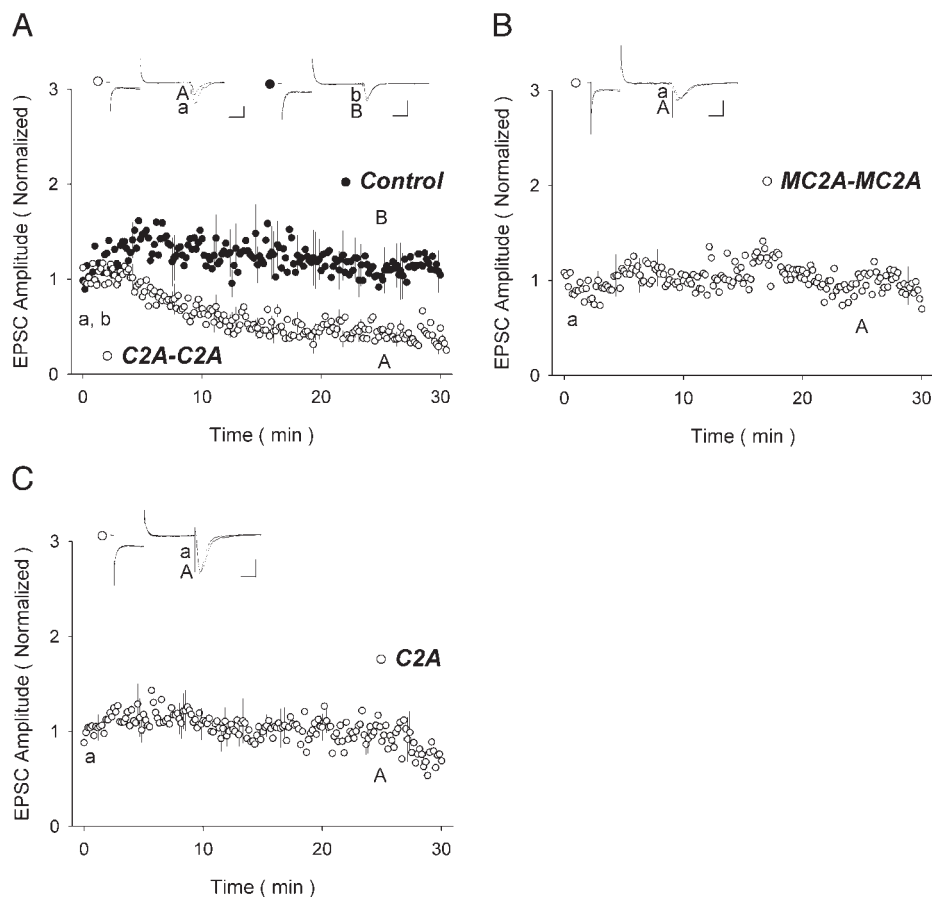 A
EPSC Amplitude ( Normalized )
3
2
1
0
A
a
b
B
Control
B
a, b
C2A-C2A
A
0
10
20
30
Time ( min )
B
EPSC Amplitude ( Normalized )
3
2
1
0
a
A
MC2A-MC2A
a
A
0
10
20
30
Time ( min )
C
EPSC Amplitude ( Normalized )
3
2
1
0
a
A
C2A
a
A
0
10
20
30
Time ( min )